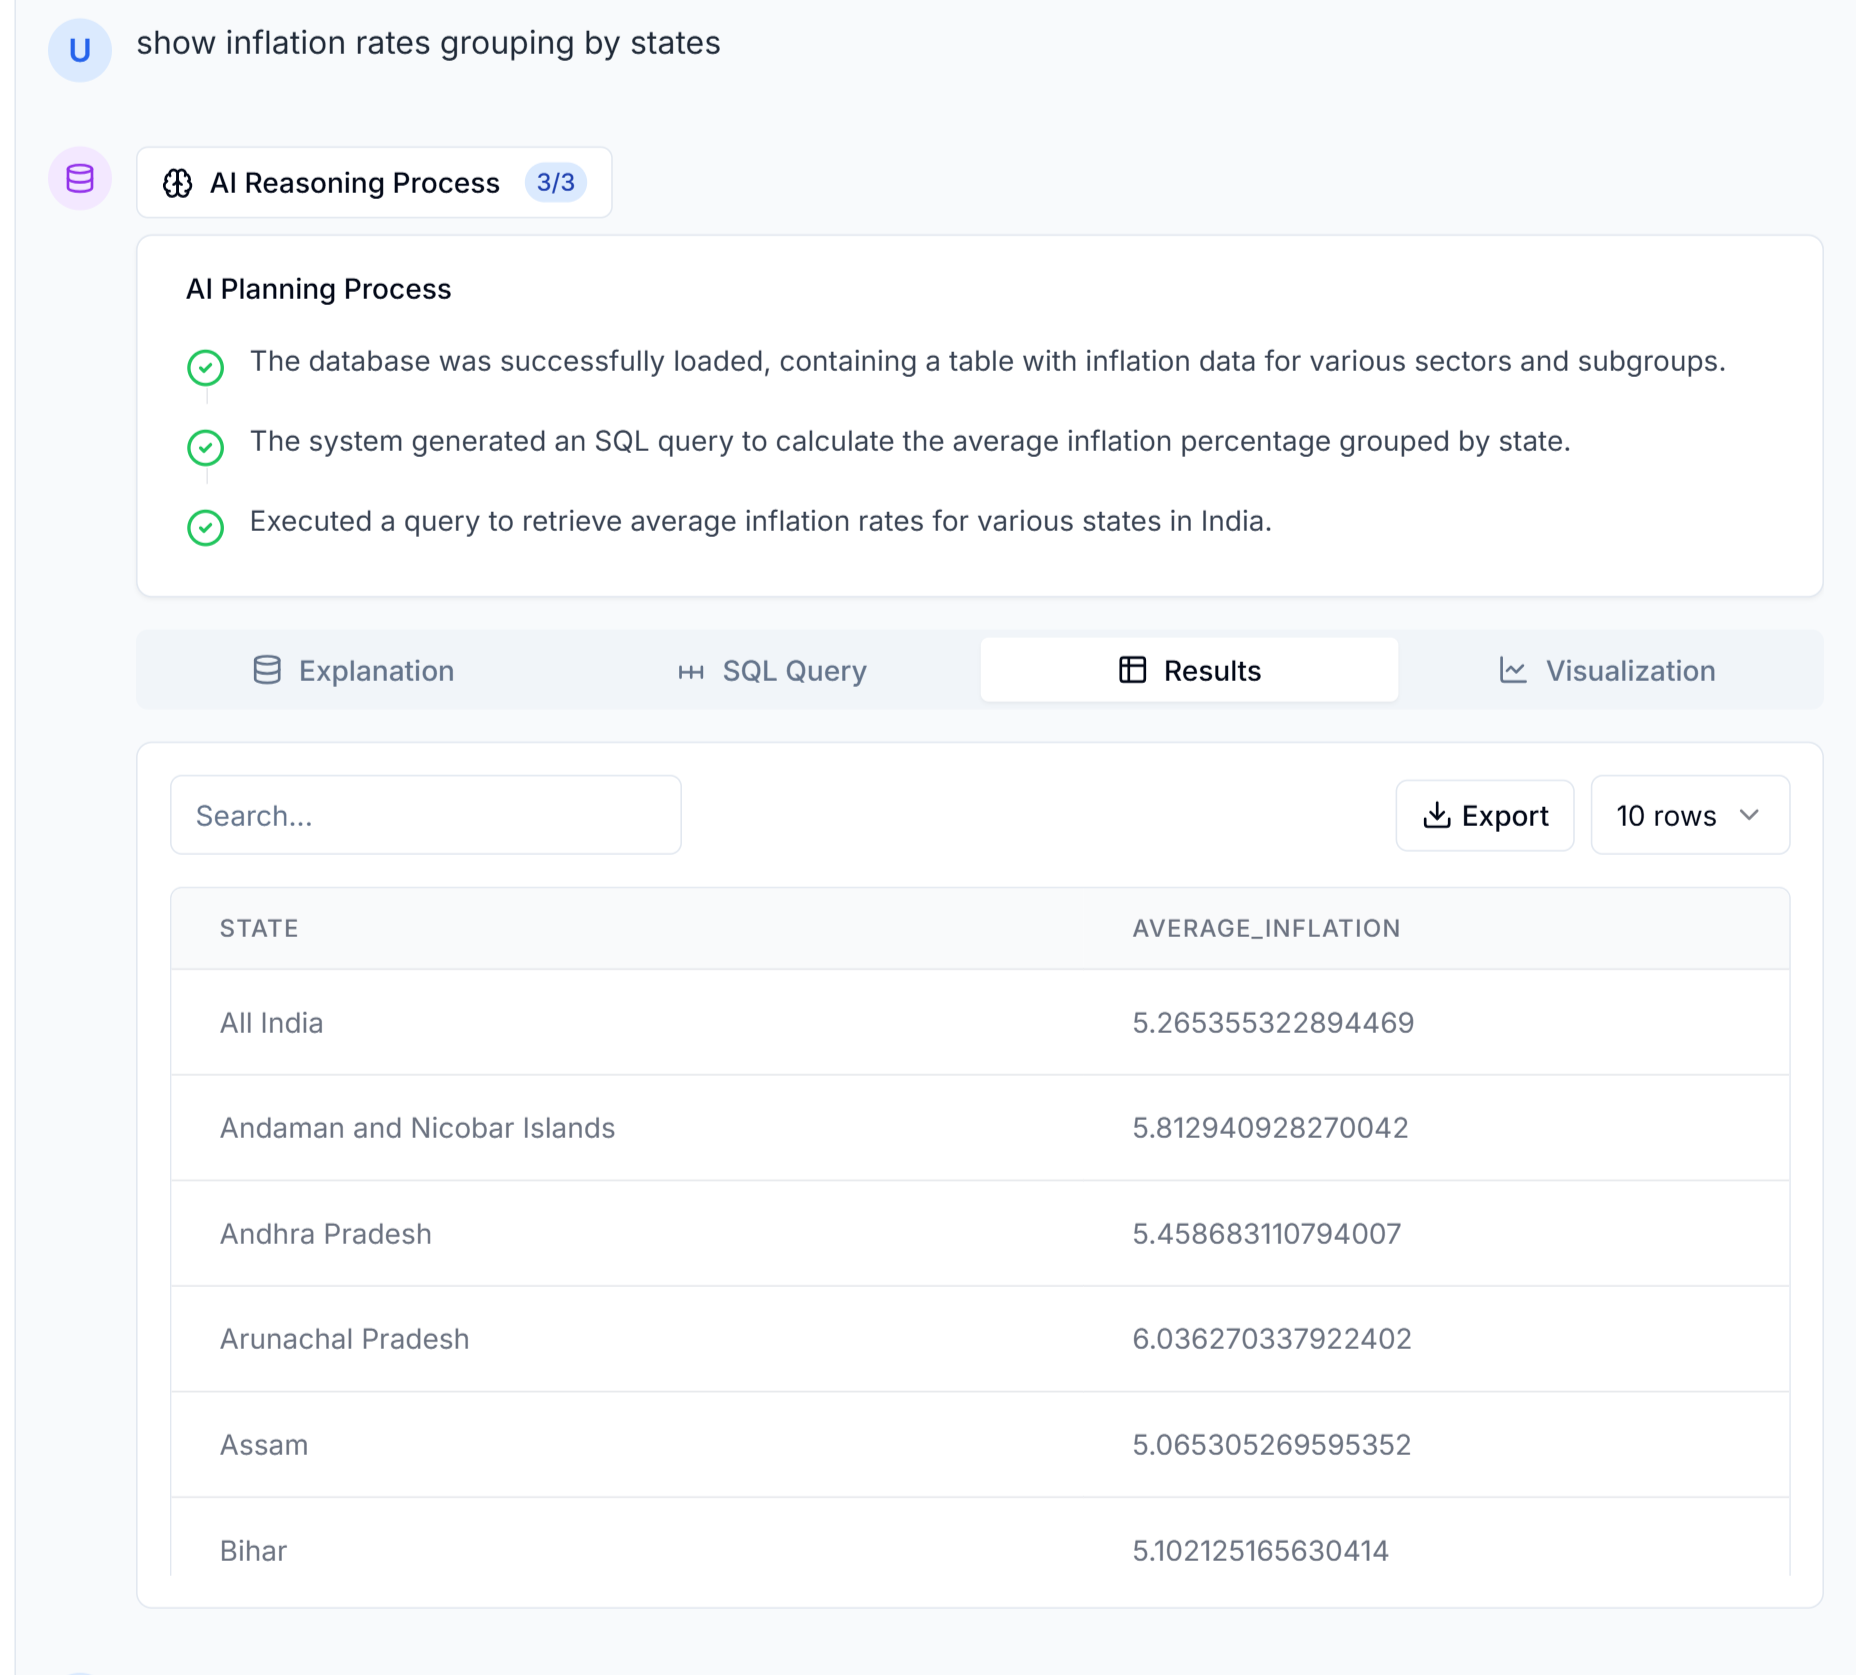 U
show inflation rates grouping by states
AI Reasoning Process 3/3
AI Planning Process
The database was successfully loaded, containing a table with inflation data for various sectors and subgroups.
The system generated an SQL query to calculate the average inflation percentage grouped by state.
Executed a query to retrieve average inflation rates for various states in India.
Explanation SQL Query Results Visualization
Search... Export 10 rows
STATE AVERAGE_INFLATION
All India 5.265355322894469
Andaman and Nicobar Islands 5.812940928270042
Andhra Pradesh 5.458683110794007
Arunachal Pradesh 6.036270337922402
Assam 5.065305269595352
Bihar 5.102125165630414